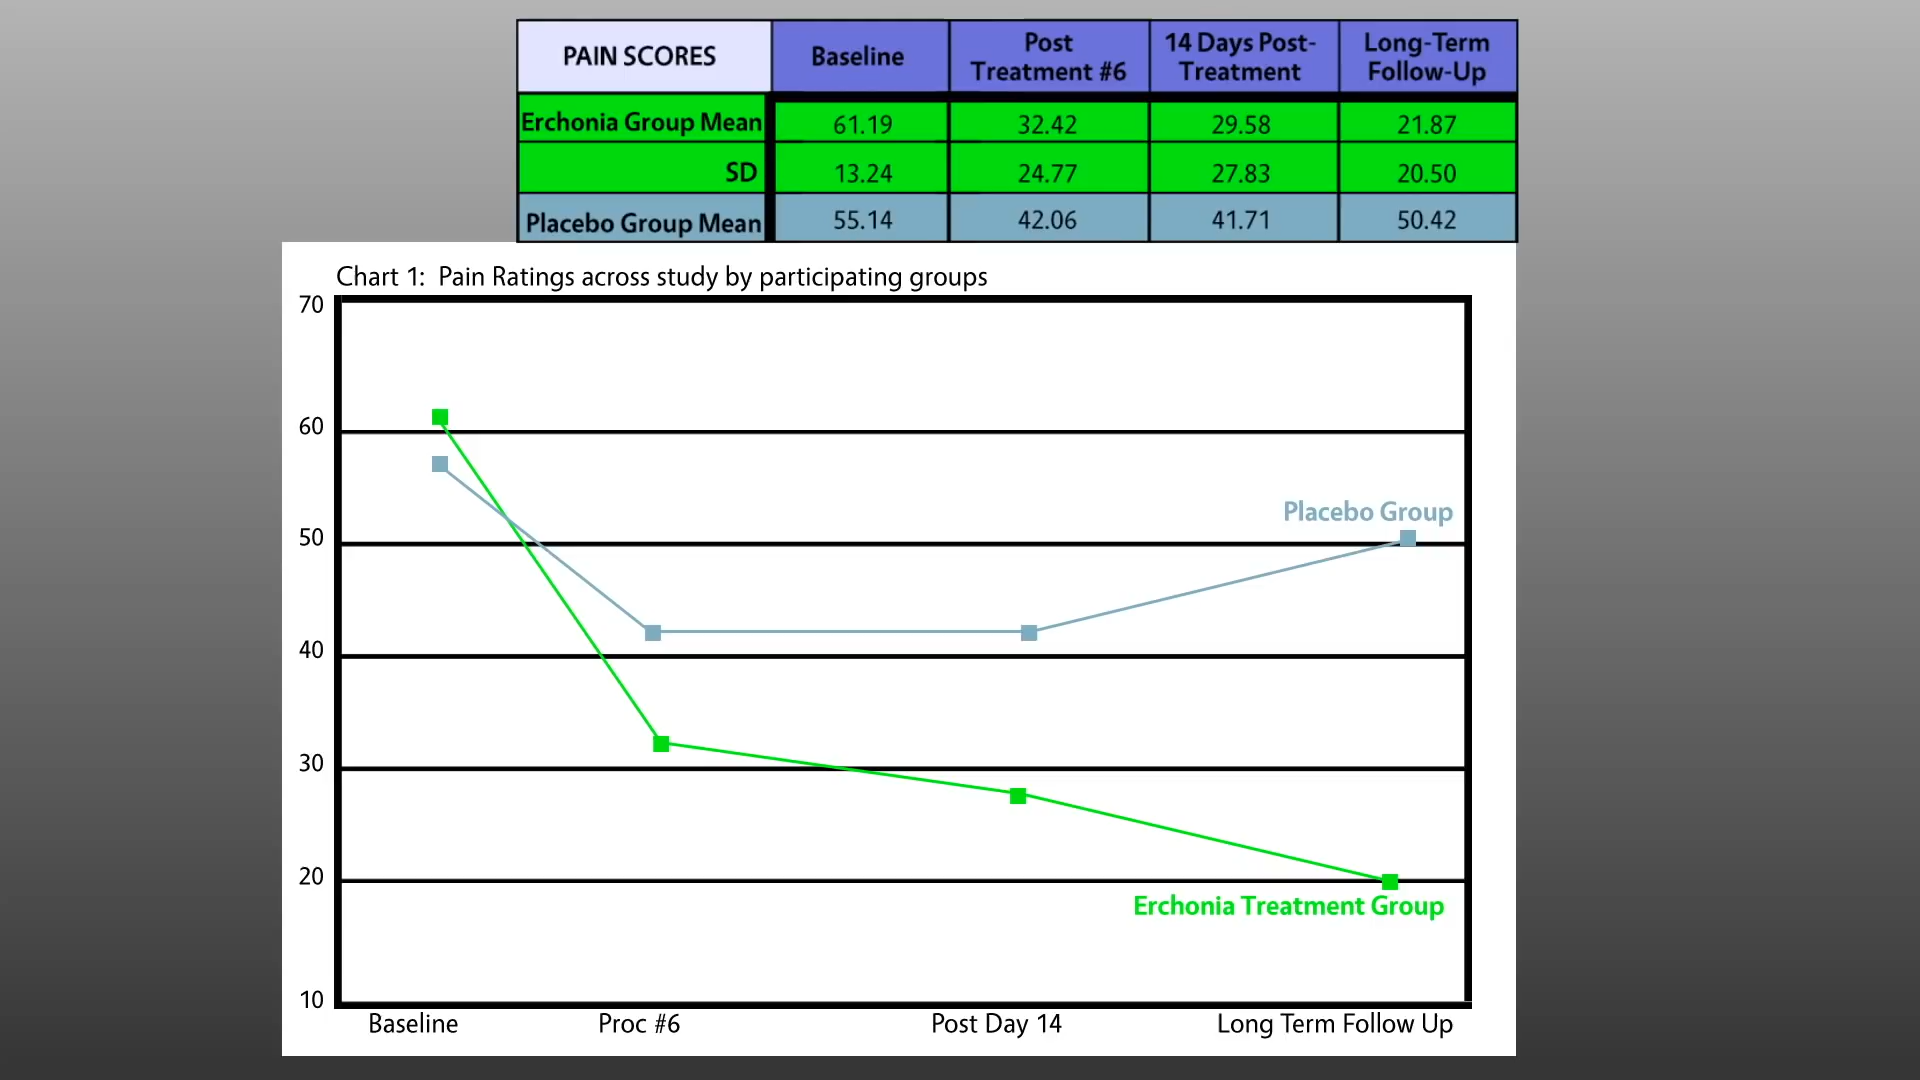 PAIN SCORES
Baseline
Post
Treatment #6
14 Days Post-
Treatment
Long-Term
Follow-Up
Erchonia Group Mean 61.19 32.42 29.58 21.87
SD 13.24 24.77 27.83 20.50
Placebo Group Mean 55.14 42.06 41.71 50.42
Chart 1: Pain Ratings across study by participating groups
70
60
50
40
30
20
10
Placebo Group
Erchonia Treatment Group
Baseline Proc #6 Post Day 14 Long Term Follow Up